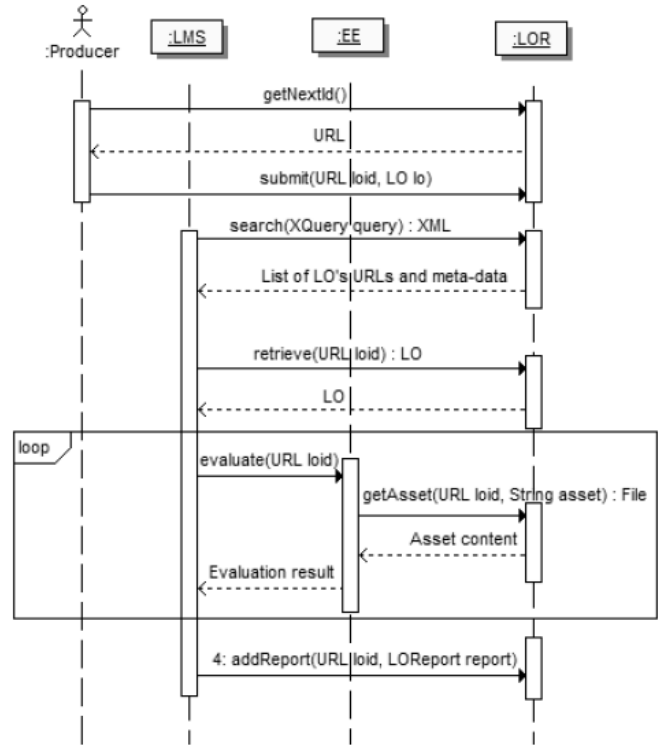 :Producer
:LMS
:EE
:LOR
getNextId()
URL
submit(URL loid, LO lo)
search(XQuery query) : XML
List of LO's URLs and meta-data
retrieve(URL loid) : LO
LO
loop
evaluate(URL loid)
getAsset(URL loid, String asset) : File
Asset content
Evaluation result
4: addReport(URL loid, LOReport report)